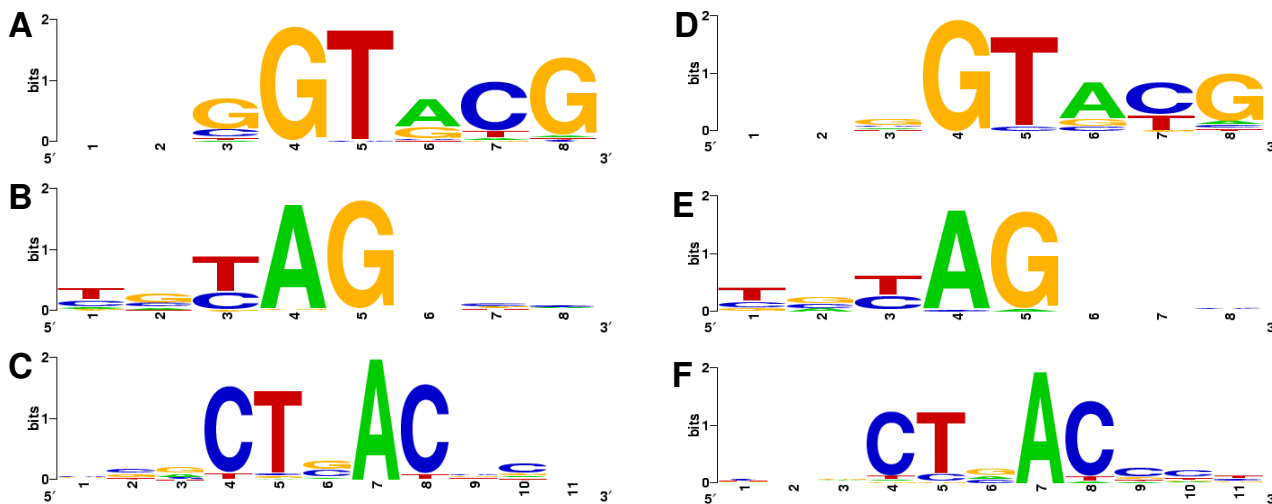 A
2
bits
1
0
G G T A C G
C G T
5′ 1 2 3 4 5 6 7 8 3′
B
2
bits
1
0
T G T A G
C C C
5′ 1 2 3 4 5 6 7 8 3′
C
2
bits
1
0
C T G A C C
C G A T C T
5′ 1 2 3 4 5 6 7 8 9 10 11 3′
D
2
bits
1
0
G G T A C G
G T A
5′ 1 2 3 4 5 6 7 8 3′
E
2
bits
1
0
T G T A G
C C C
A
5′ 1 2 3 4 5 6 7 8 3′
F
2
bits
1
0
C T G A C C C
T C A
5′ 1 2 3 4 5 6 7 8 9 10 11 3′